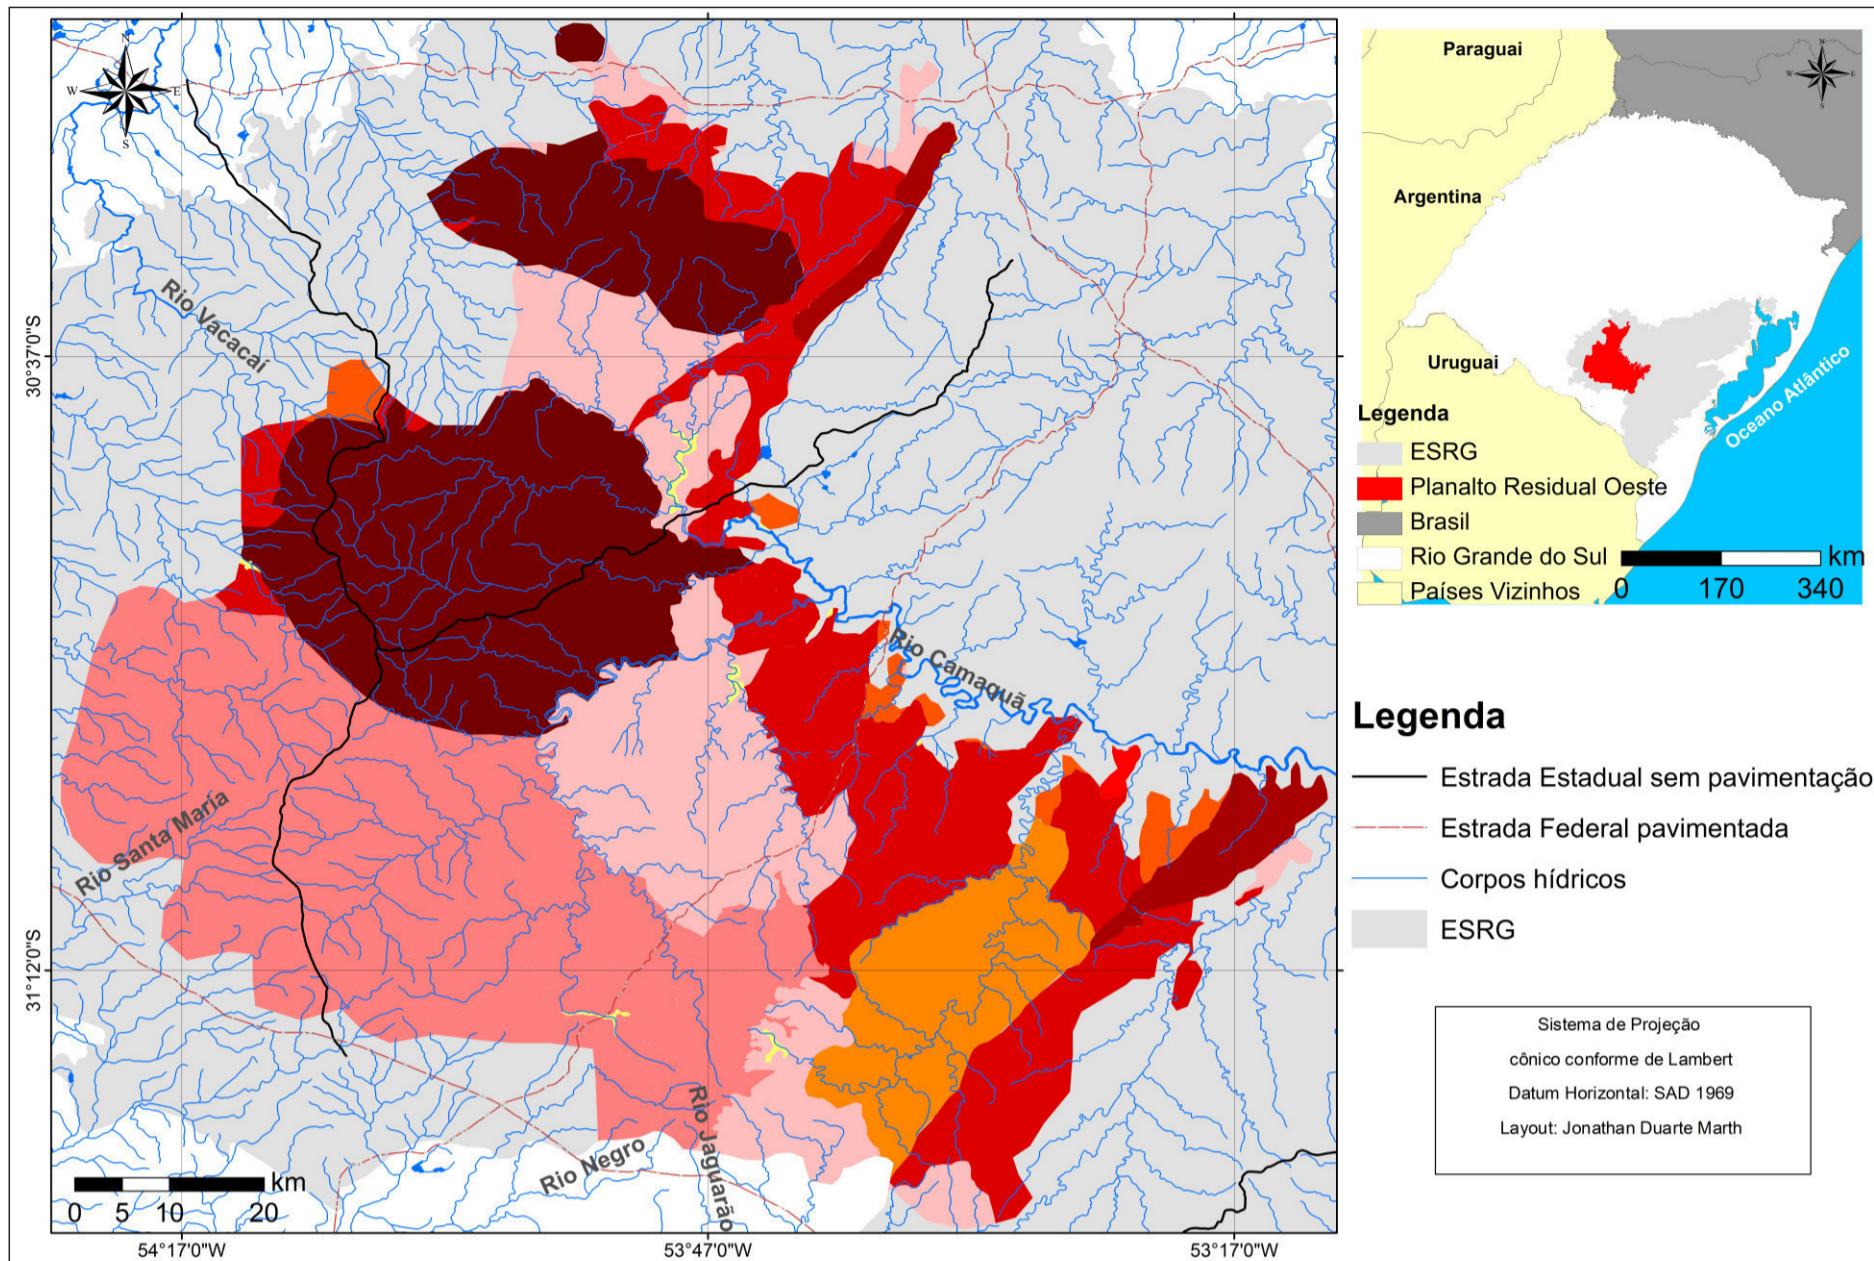 N
W
E
S
Rio Vacacaí
Rio Santa Maria
Rio Camaquã
Rio Negro
Rio Jaguarão
30°37'0"S
31°12'0"S
54°17'0"W
53°47'0"W
53°17'0"W
km
0 5 10 20
Paraguai
Argentina
Uruguai
Oceano Atlântico
N
W
E
S
Legenda
ESRG
Planalto Residual Oeste
Brasil
Rio Grande do Sul
Países Vizinhos
km
0 170 340
Legenda
Estrada Estadual sem pavimentação
Estrada Federal pavimentada
Corpos hídricos
ESRG
Sistema de Projeção
cônico conforme de Lambert
Datum Horizontal: SAD 1969
Layout: Jonathan Duarte Marth